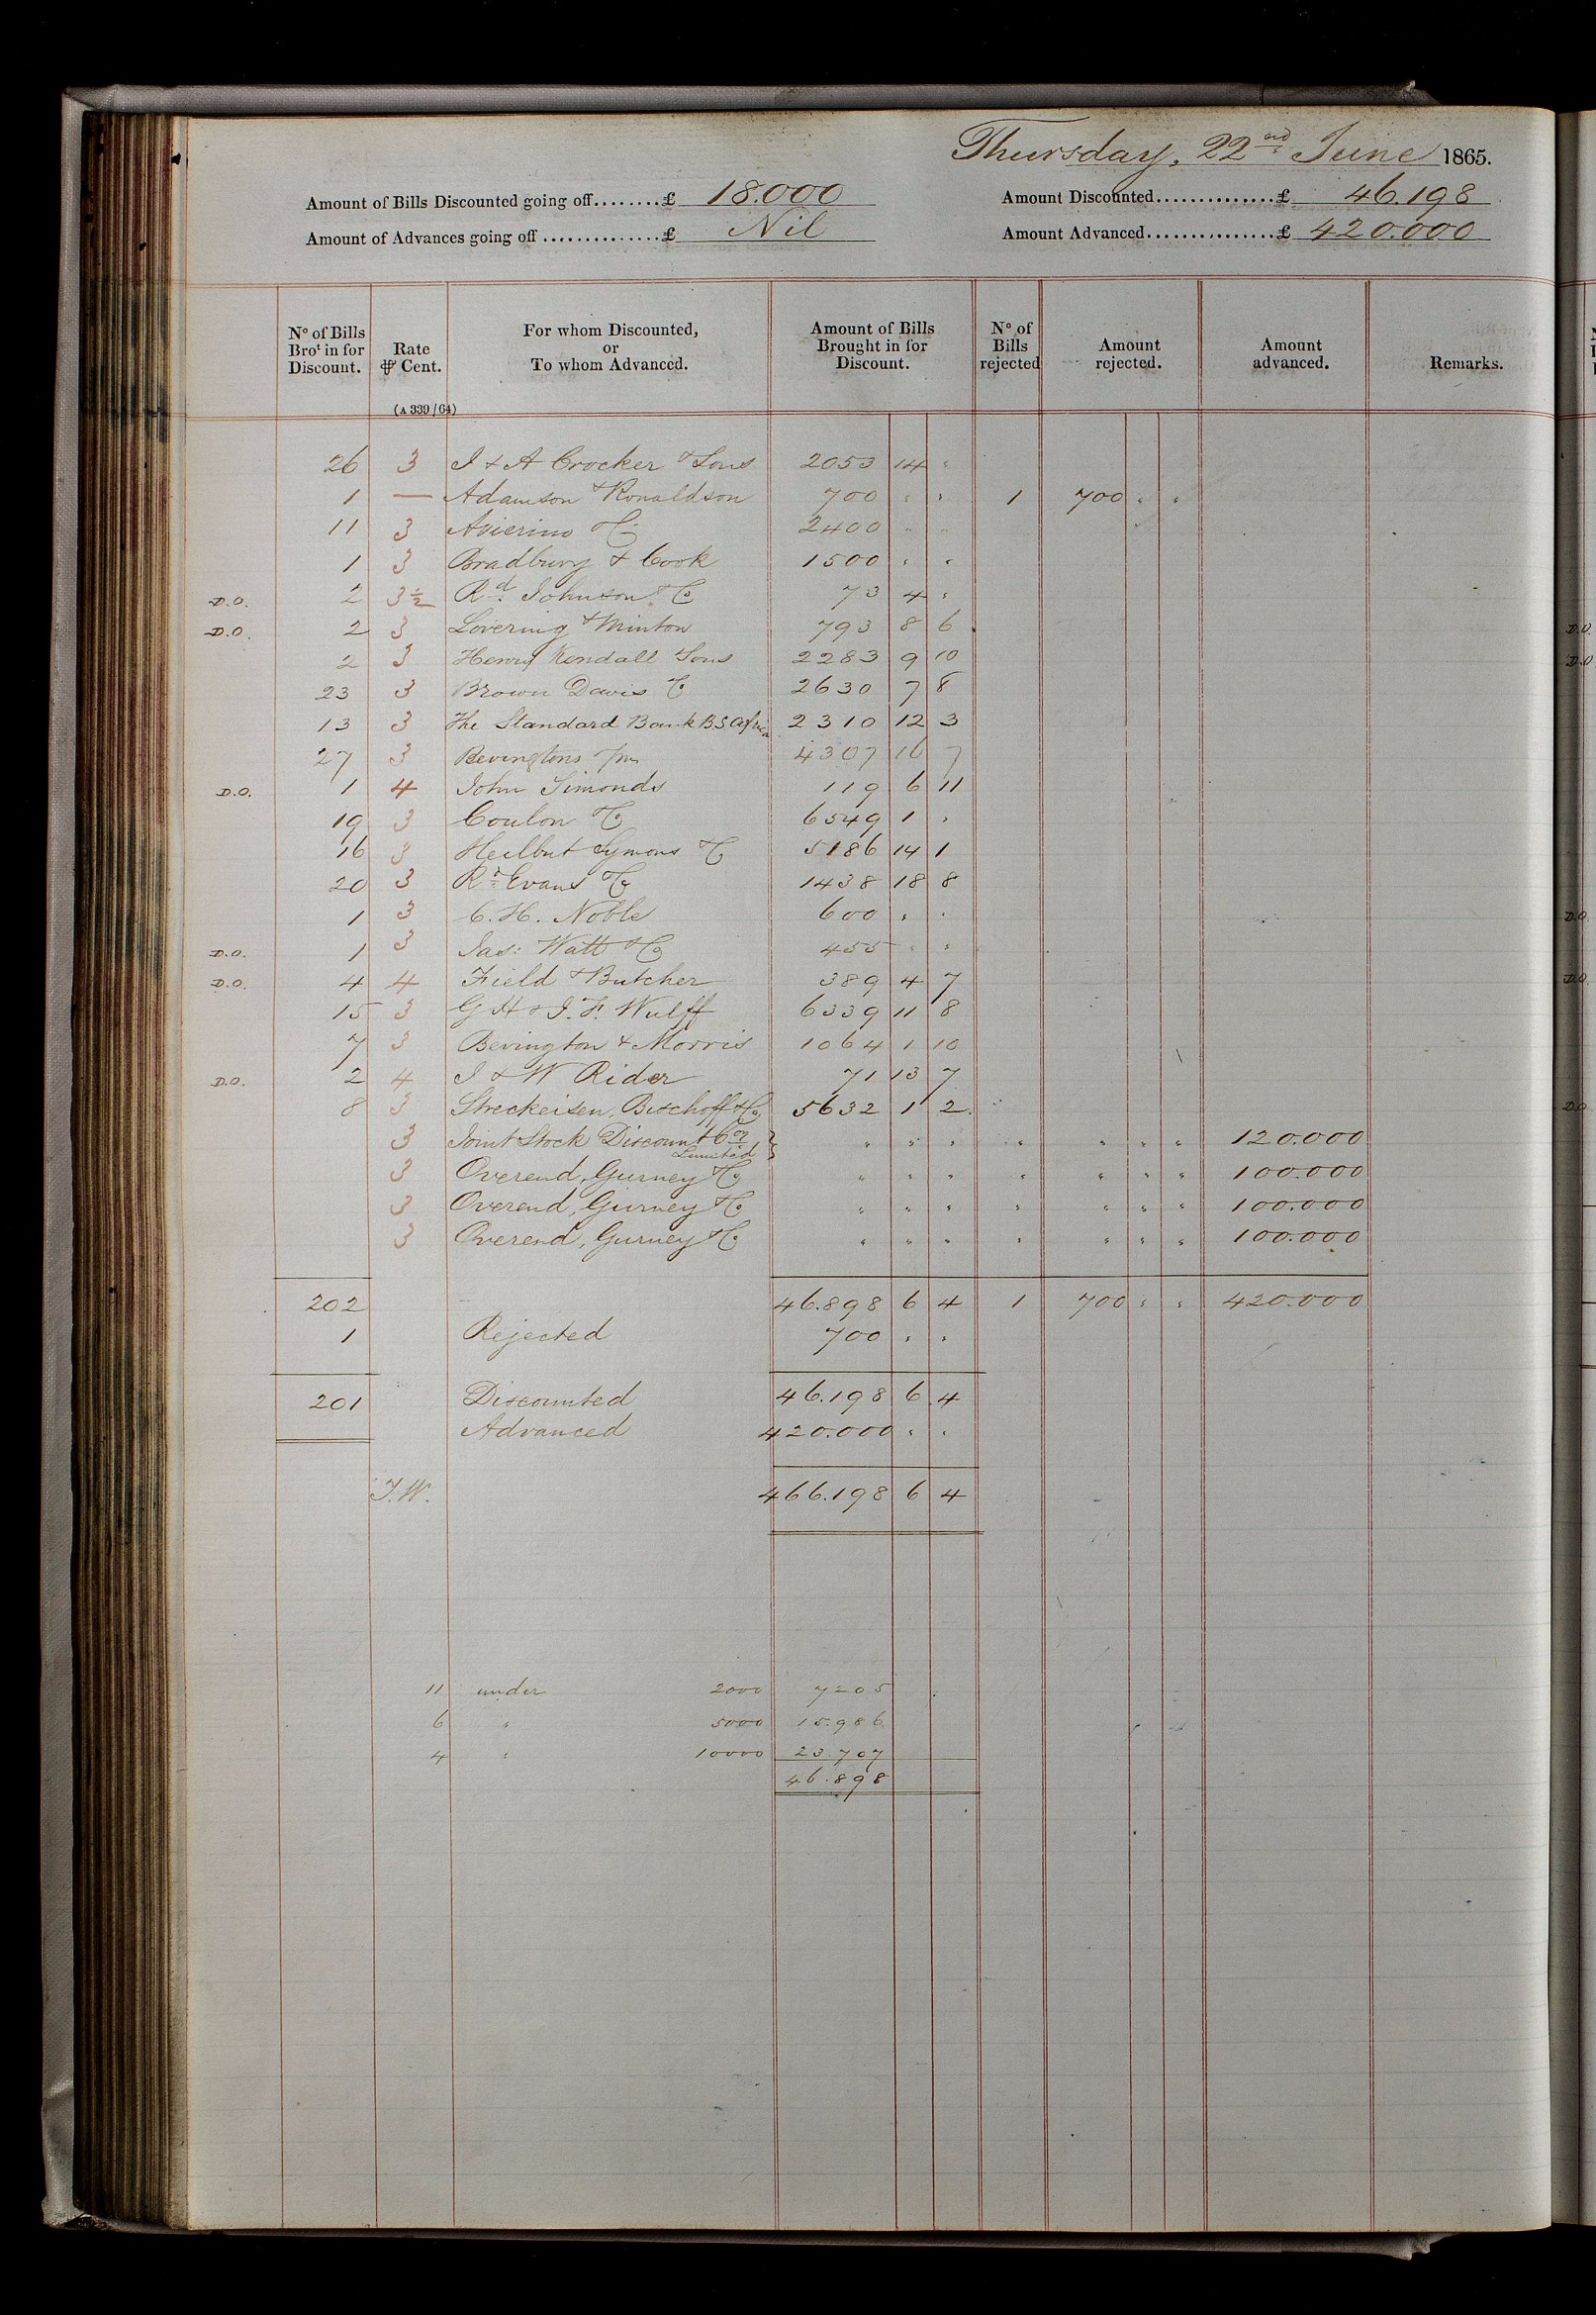 Thursday, 22nd June 1865.
Amount of Bills Discounted going off........£ 18.000 Amount Discounted...............£ 46.198
Amount of Advances going off...............£ Nil Amount Advanced................£ 420.000
No of Bills Brot in for Discount. Rate ⅌ Cent. (A 339/64) For whom Discounted, or To whom Advanced. Amount of Bills Brought in for Discount. No of Bills rejected Amount rejected. Amount advanced. Remarks.
26 3 J & A Crocker & Sons 2053 14 "
1 — Adamson & Ronaldson 700 " " 1 700 " "
11 3 Avierino & Co 2400 " "
1 3 Bradbury & Cook 1500 " "
D.O. 2 3½ Rd. Johnson & Co 73 4 "
D.O. 2 3 Lovering & Minton 793 8 6
2 3 Henry Kendall & Sons 2283 9 10
23 3 Brown Davis & Co 2630 7 8
13 3 The Standard Bank B S Africa 2310 12 3
27 3 Bevingtons 4307 16 7
D.O. 1 4 John Simonds 119 6 11
19 3 Coulon & Co 6549 1 "
16 3 Heilbut Symons & Co 5186 14 1
20 3 Rd Evans & Co 1438 18 8
1 3 C. H. Noble 600 " "
D.O. 1 3 Jas: Watt & Co 455 " "
D.O. 4 4 Field & Butcher 389 4 7
15 3 G H & J. F. Wulff 6339 11 8
7 3 Bevington & Morris 1064 1 10
D.O. 2 4 J & W Rider 71 13 7
8 3 Streckeisen, Bischoff & Co 5632 1 2
3 Joint Stock Discount Coy Limited } " " " " " " " 120.000
3 Overend, Gurney & Co " " " " " " " 100.000
3 Overend, Gurney & Co " " " " " " " 100.000
3 Overend, Gurney & Co " " " " " " " 100.000
202 46.898 6 4 1 700 " " 420.000
1 Rejected 700 " "
201 Discounted 46.198 6 4
Advanced 420.000 " "
J.W. 466.198 6 4
11 under 2000 7205
6 " 5000 15.986
4 " 10000 23.707
46.898
D.O.
D.O.
D.O.
D.O.
D.O.